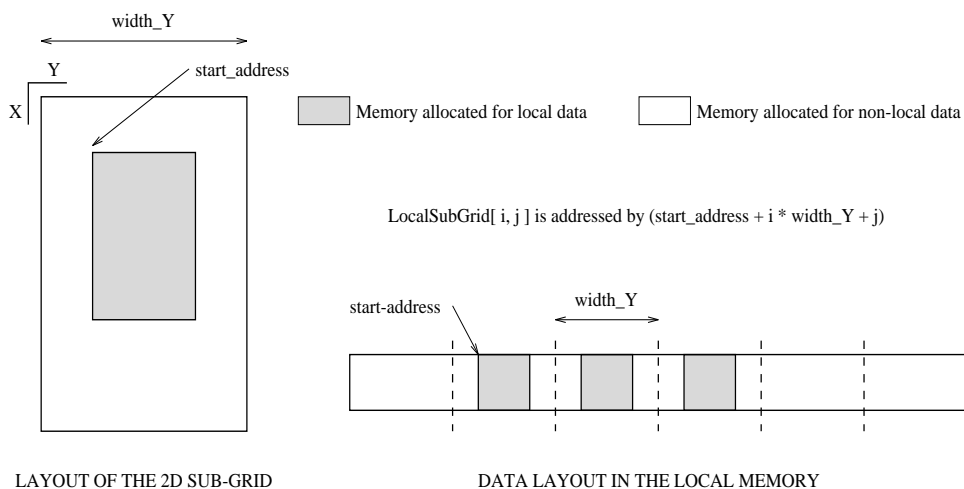 width_Y
start_address
Y
X
Memory allocated for local data
Memory allocated for non-local data
LocalSubGrid[ i, j ] is addressed by (start_address + i * width_Y + j)
width_Y
start-address
LAYOUT OF THE 2D SUB-GRID
DATA LAYOUT IN THE LOCAL MEMORY